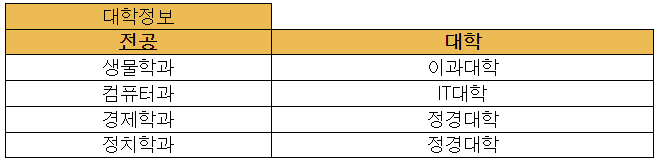 대학정보
전공 대학
생물학과 이과대학
컴퓨터과 IT대학
경제학과 정경대학
정치학과 정경대학